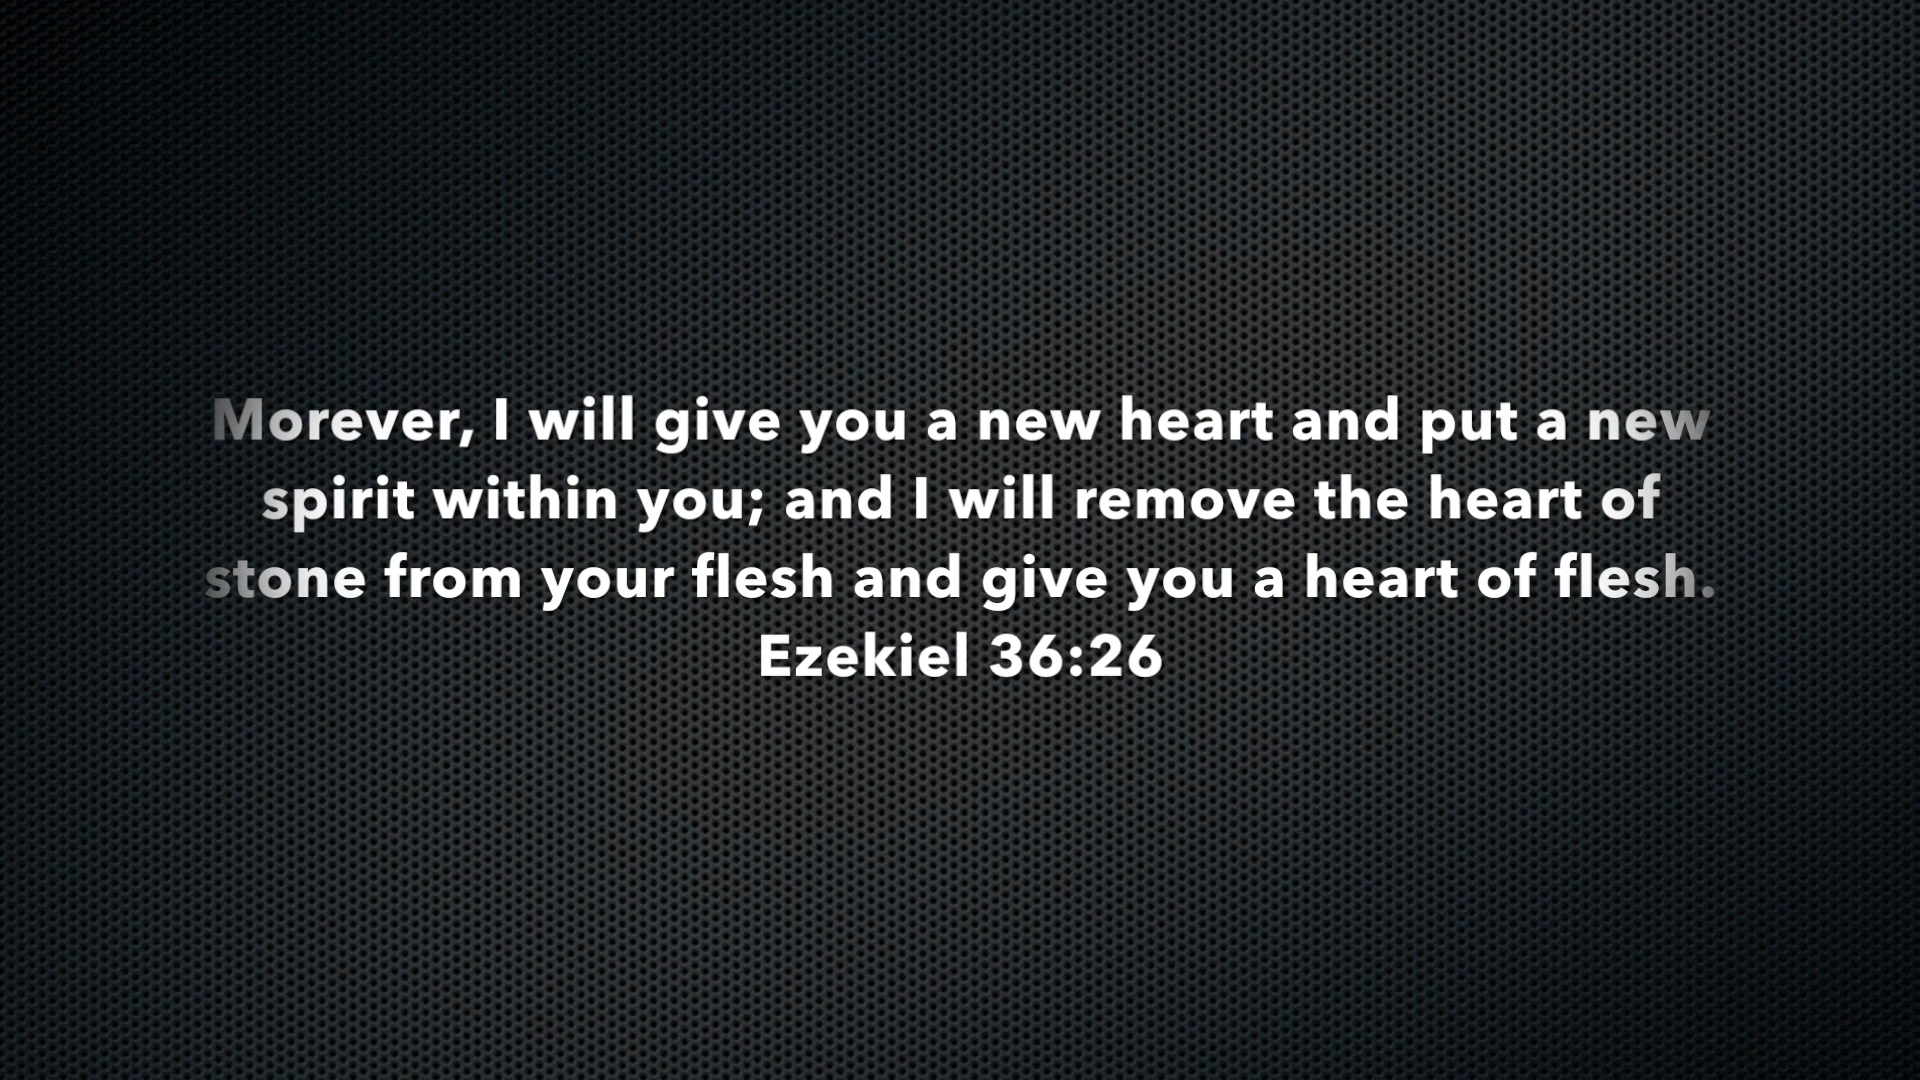 Morever, I will give you a new heart and put a new
spirit within you; and I will remove the heart of
stone from your flesh and give you a heart of flesh.
Ezekiel 36:26